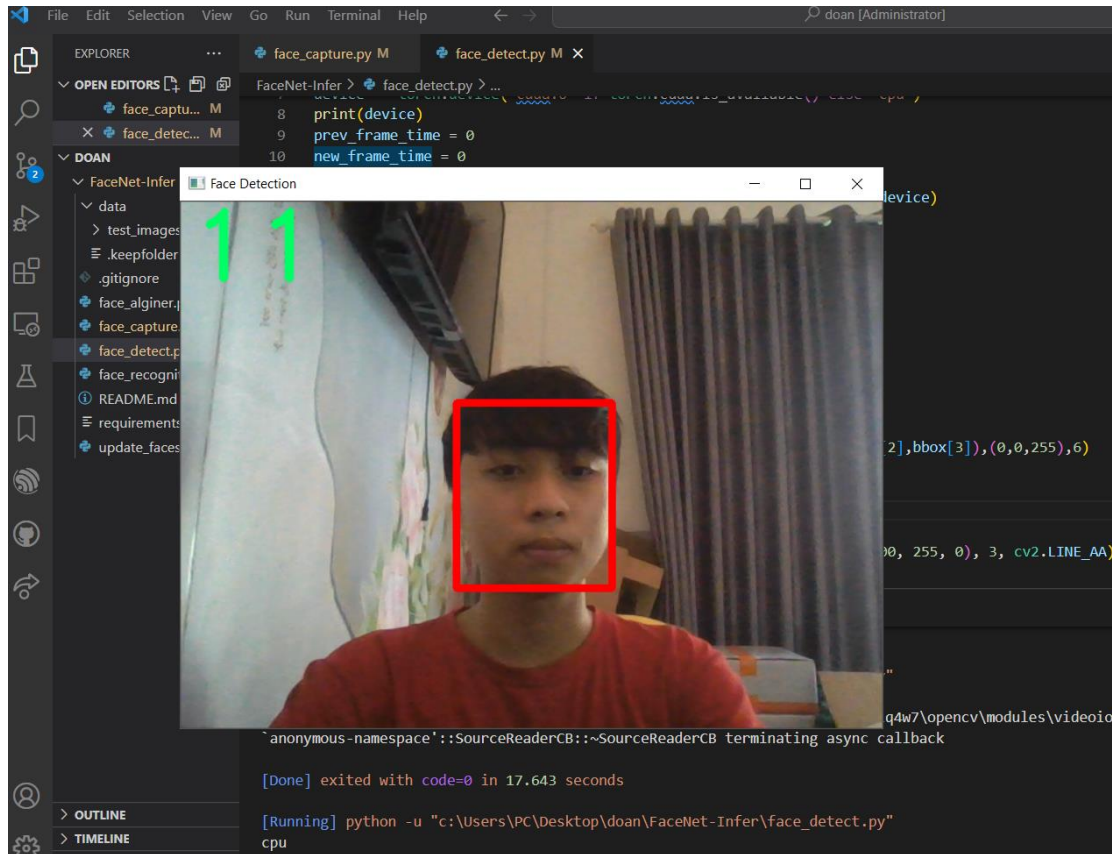 File Edit Selection View Go Run Terminal Help
doan [Administrator]
EXPLORER ...
face_capture.py M
face_detect.py M
OPEN EDITORS
face_captu... M
face_detec... M
FaceNet-Infer > face_detect.py > ...
DOAN
FaceNet-Infer
data
test_images
.keepfolder
.gitignore
face_alginer.p
face_capture.
face_detect.p
face_recogni
README.md
requirements
update_faces
2
8 print(device)
9 prev_frame_time = 0
10 new_frame_time = 0
Face Detection
11
device)
2],bbox[3]),(0,0,255),6)
00, 255, 0), 3, cv2.LINE_AA)
"
q4w7\opencv\modules\videoio
`anonymous-namespace'::SourceReaderCB::~SourceReaderCB terminating async callback
[Done] exited with code=0 in 17.643 seconds
[Running] python -u "c:\Users\PC\Desktop\doan\FaceNet-Infer\face_detect.py"
cpu
OUTLINE
TIMELINE